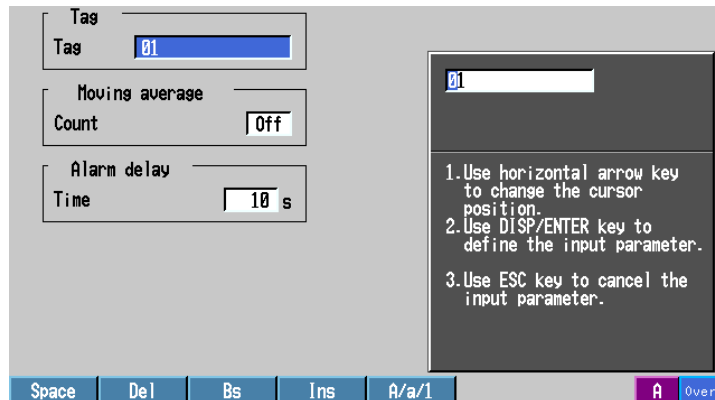 Tag
Tag 01
Moving average
Count Off
Alarm delay
Time 10 s
01
1.Use horizontal arrow key
to change the cursor
position.
2.Use DISP/ENTER key to
define the input parameter.
3.Use ESC key to cancel the
input parameter.
Space Del Bs Ins A/a/1 A Over